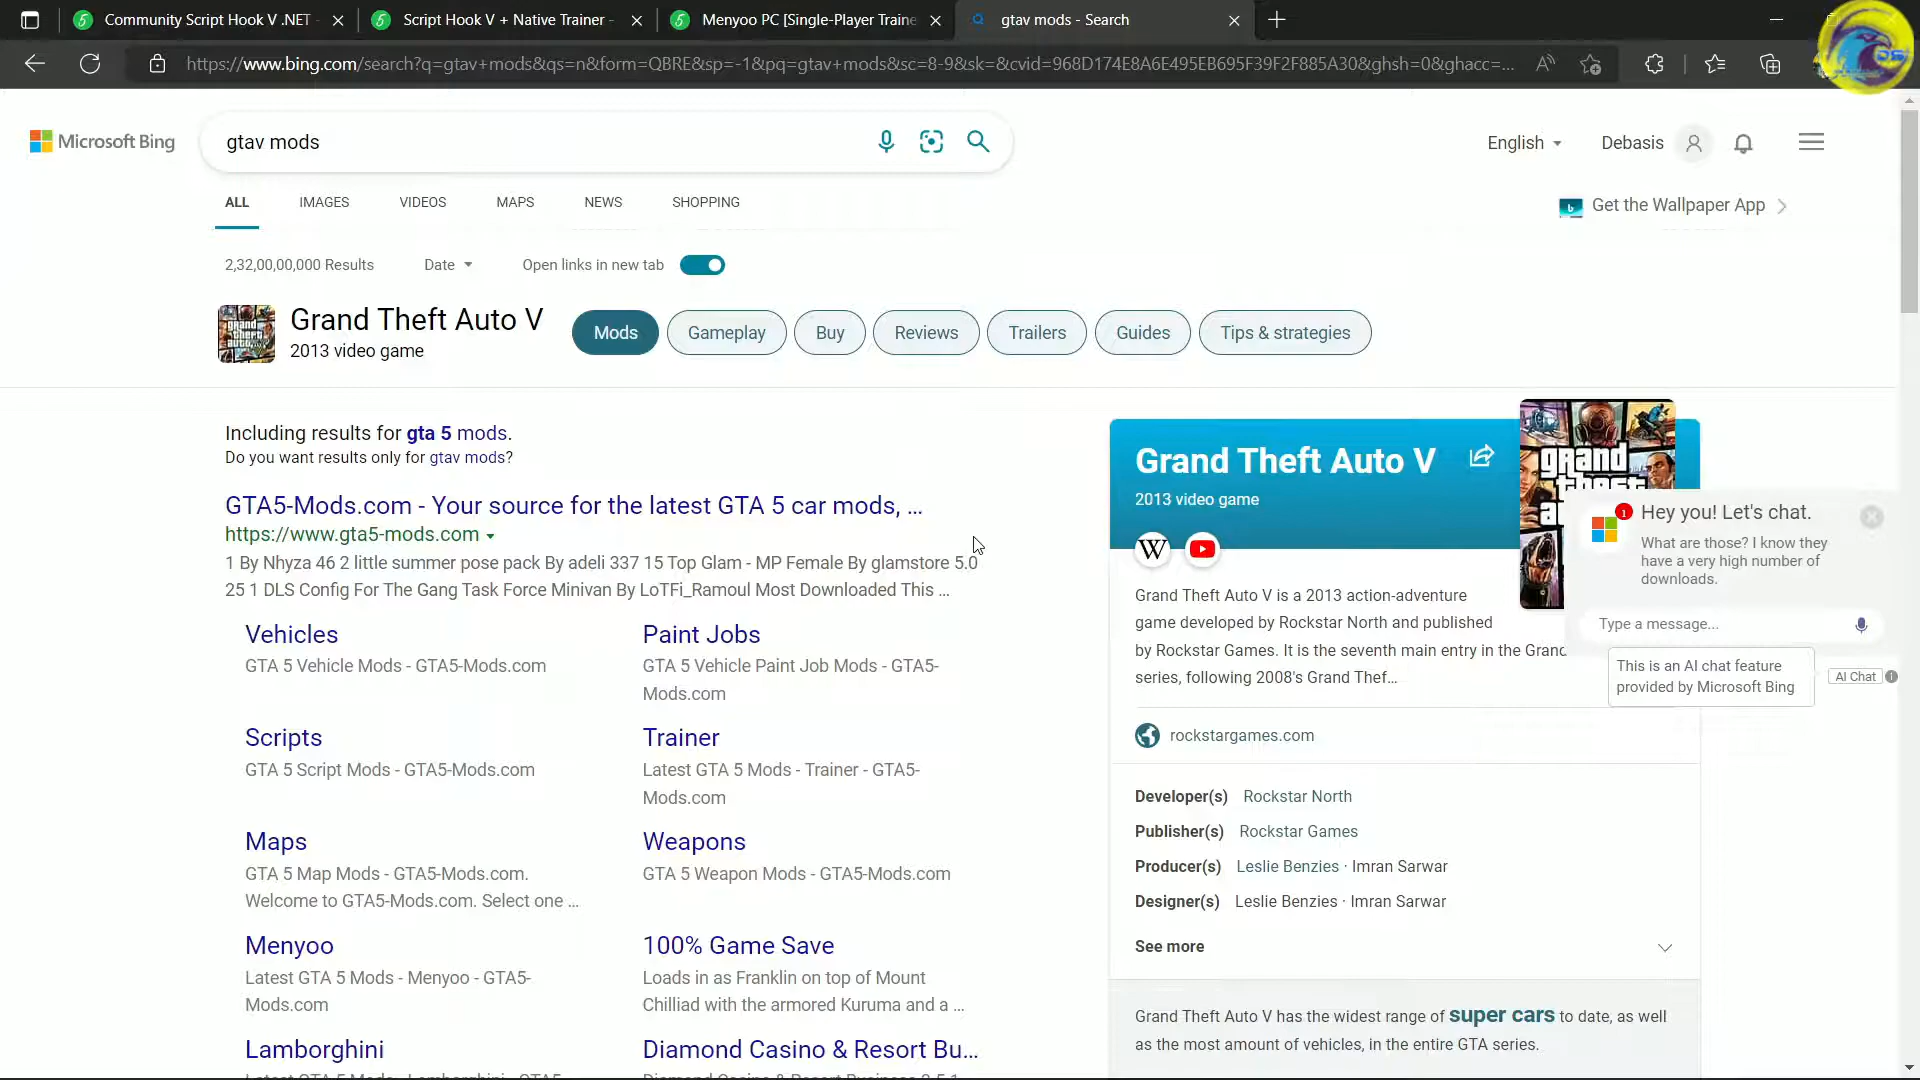 Community Script Hook V .NET -
Script Hook V + Native Trainer -
Menyoo PC [Single-Player Traine
gtav mods - Search
https://www.bing.com/search?q=gtav+mods&qs=n&form=QBRE&sp=-1&pq=gtav+mods&sc=8-9&sk=&cvid=968D174E8A6E495EB695F39F2F885A30&ghsh=0&ghacc=...
Microsoft Bing
gtav mods
English
Debasis
ALL
IMAGES
VIDEOS
MAPS
NEWS
SHOPPING
Get the Wallpaper App
2,32,00,00,000 Results
Date
Open links in new tab
Grand Theft Auto V
2013 video game
Mods
Gameplay
Buy
Reviews
Trailers
Guides
Tips & strategies
Including results for gta 5 mods.
Do you want results only for gtav mods?
GTA5-Mods.com - Your source for the latest GTA 5 car mods, ...
https://www.gta5-mods.com
1 By Nhyza 46 2 little summer pose pack By adeli 337 15 Top Glam - MP Female By glamstore 5.0
25 1 DLS Config For The Gang Task Force Minivan By LoTFi_Ramoul Most Downloaded This ...
Vehicles
GTA 5 Vehicle Mods - GTA5-Mods.com
Paint Jobs
GTA 5 Vehicle Paint Job Mods - GTA5-
Mods.com
Scripts
GTA 5 Script Mods - GTA5-Mods.com
Trainer
Latest GTA 5 Mods - Trainer - GTA5-
Mods.com
Maps
GTA 5 Map Mods - GTA5-Mods.com.
Welcome to GTA5-Mods.com. Select one ...
Weapons
GTA 5 Weapon Mods - GTA5-Mods.com
Menyoo
Latest GTA 5 Mods - Menyoo - GTA5-
Mods.com
100% Game Save
Loads in as Franklin on top of Mount
Chilliad with the armored Kuruma and a ...
Lamborghini
Latest GTA 5 Mods - Lamborghini - GTA5
Diamond Casino & Resort Bu...
Diamond Casino & Resort Business
Grand Theft Auto V
2013 video game
W
grand
theft
Grand Theft Auto V is a 2013 action-adventure
game developed by Rockstar North and published
by Rockstar Games. It is the seventh main entry in the Grand
series, following 2008's Grand Thef...
rockstargames.com
Developer(s) Rockstar North
Publisher(s) Rockstar Games
Producer(s) Leslie Benzies · Imran Sarwar
Designer(s) Leslie Benzies · Imran Sarwar
See more
Grand Theft Auto V has the widest range of super cars to date, as well
as the most amount of vehicles, in the entire GTA series.
1
Hey you! Let's chat.
What are those? I know they
have a very high number of
downloads.
Type a message...
This is an AI chat feature
provided by Microsoft Bing
AI Chat